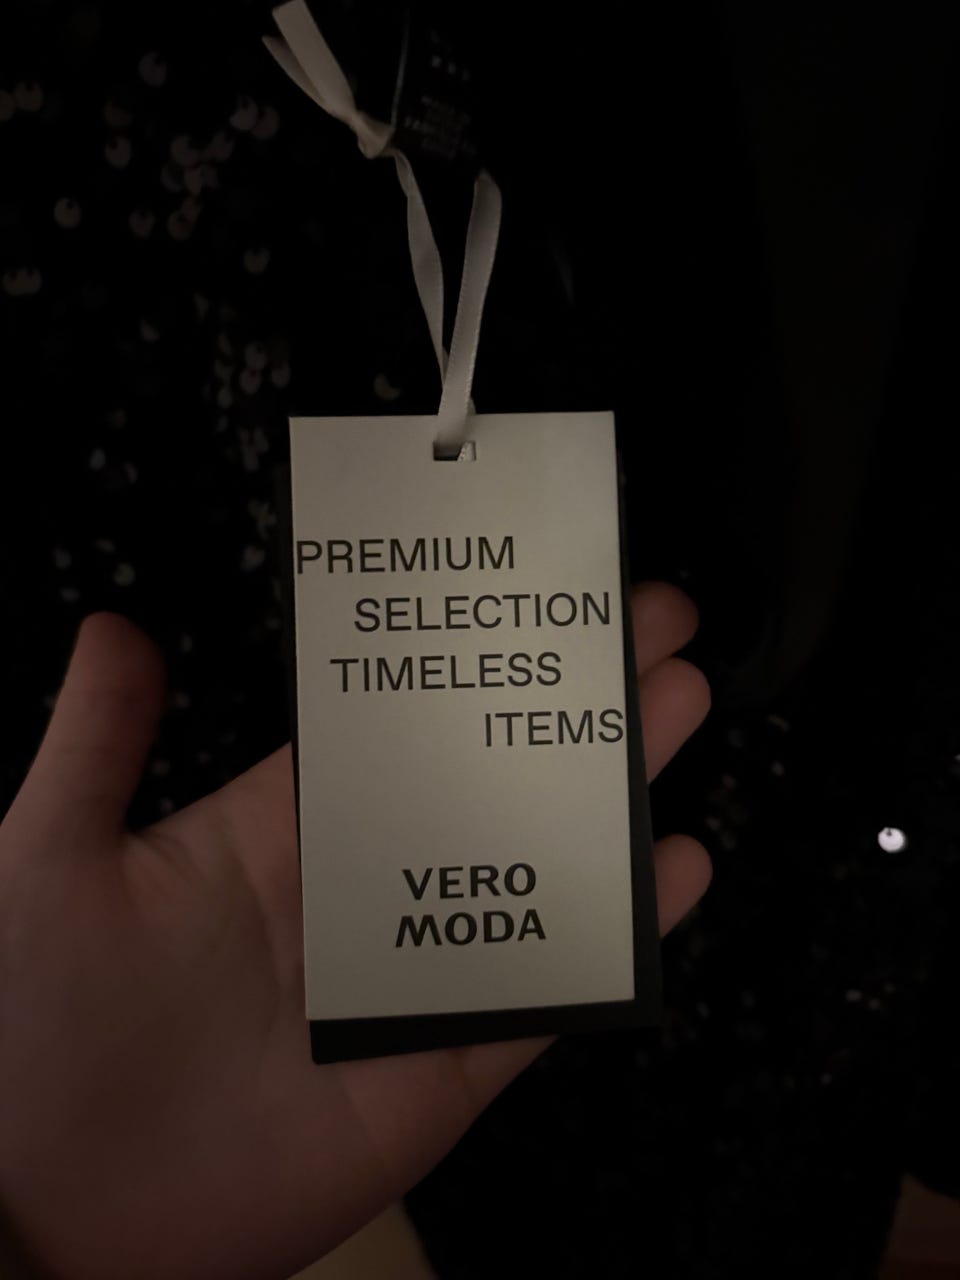 PREMIUM
SELECTION
TIMELESS
ITEMS
VERO
MODA